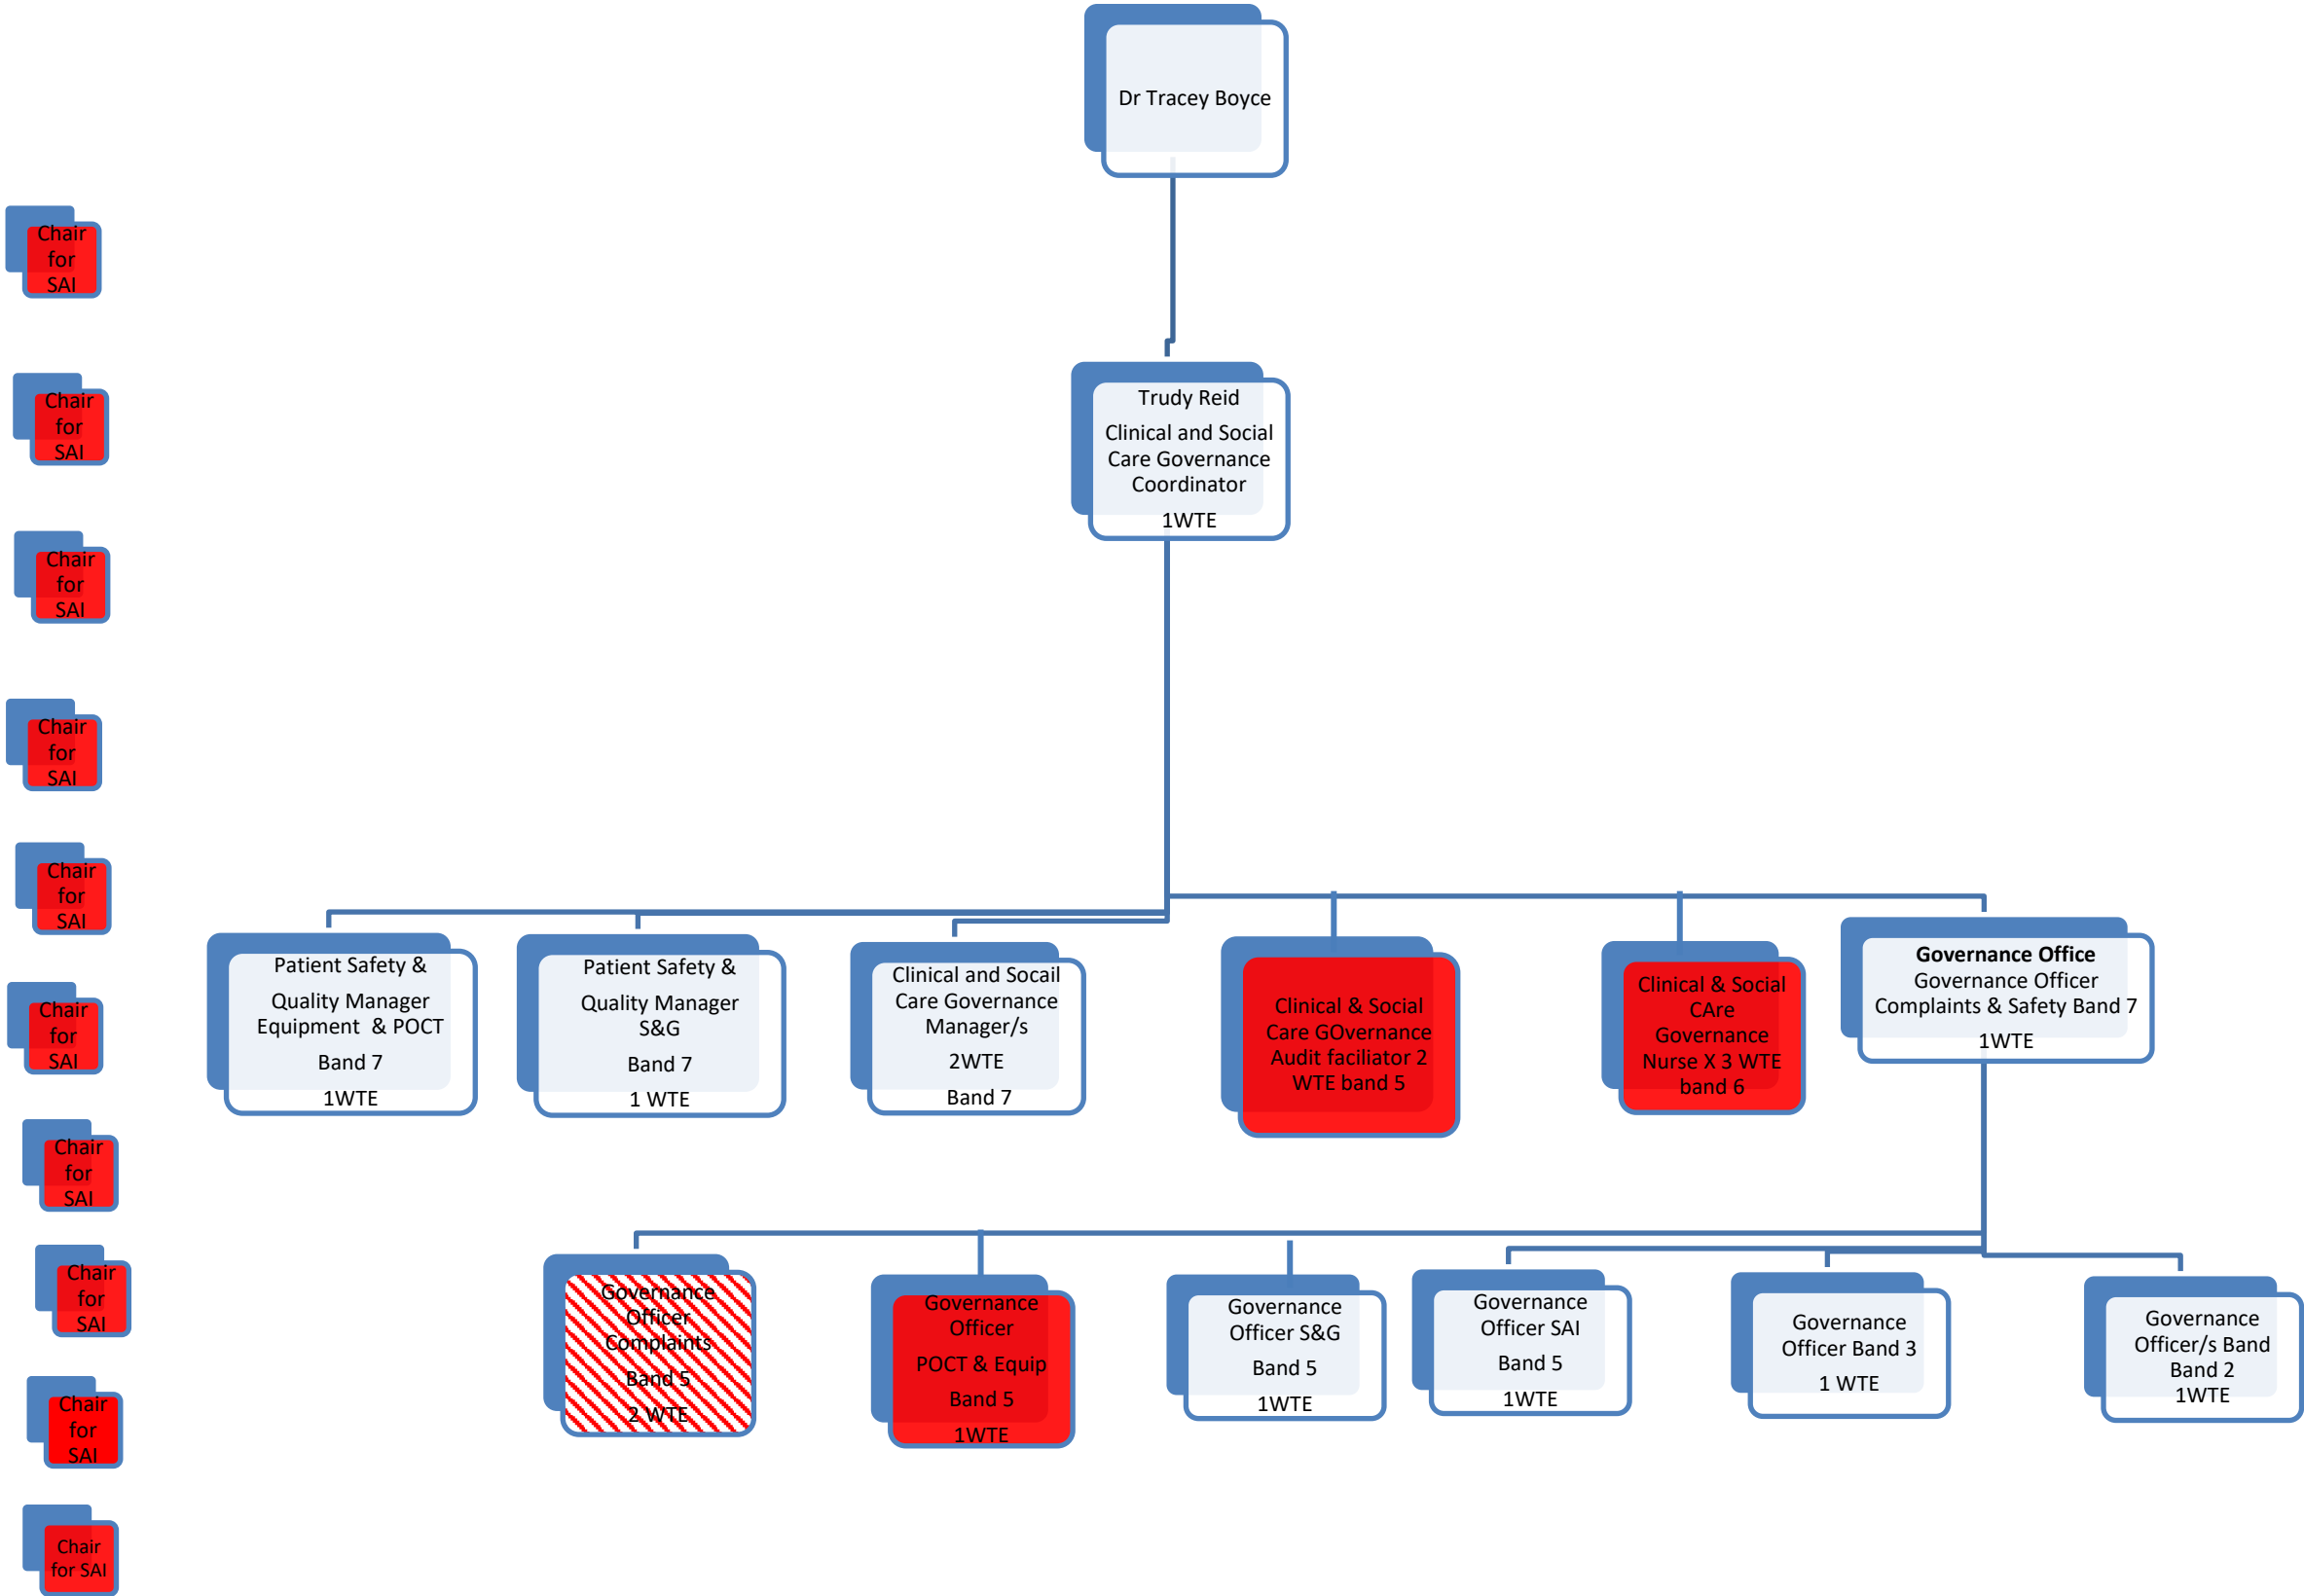 Dr Tracey Boyce
Chair
for
SAI
Chair
for
SAI
Trudy Reid
Clinical and Social
Care Governance
Coordinator
1WTE
Chair
for
SAI
Chair
for
SAI
Chair
for
SAI
Patient Safety &
Quality Manager
Equipment & POCT
Band 7
1WTE
Patient Safety &
Quality Manager
S&G
Band 7
1 WTE
Clinical and Socail
Care Governance
Manager/s
2WTE
Band 7
Clinical & Social
Care GOvernance
Audit faciliator 2
WTE band 5
Clinical & Social
CAre
Governance
Nurse X 3 WTE
band 6
Governance Office
Governance Officer
Complaints & Safety Band 7
1WTE
Chair
for
SAI
Chair
for
SAI
Chair
for
SAI
Governance
Officer
Complaints
Band 5
2 WTE
Governance
Officer
POCT & Equip
Band 5
1WTE
Governance
Officer S&G
Band 5
1WTE
Governance
Officer SAI
Band 5
1WTE
Governance
Officer Band 3
1 WTE
Governance
Officer/s Band
Band 2
1WTE
Chair
for
SAI
Chair
for SAI